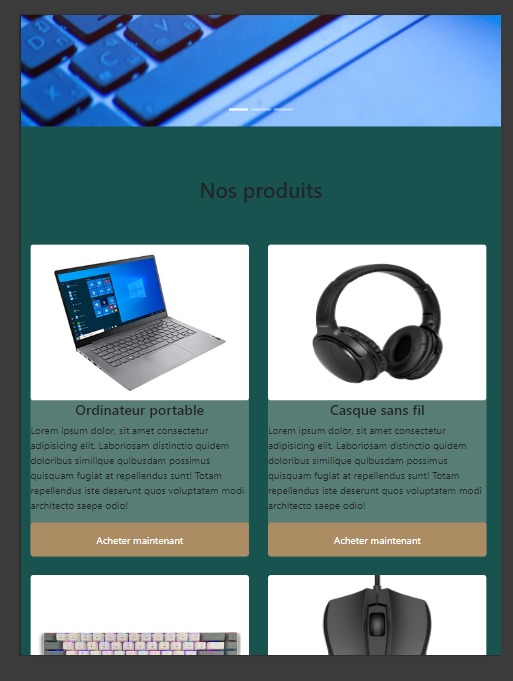 Nos produits
Ordinateur portable
Lorem ipsum dolor, sit amet consectetur
adipisicing elit. Laboriosam distinctio quidem
doloribus similique quibusdam possimus
quisquam fugiat at repellendus sunt! Totam
repellendus iste deserunt quos voluptatem modi
architecto saepe odio!
Acheter maintenant
Casque sans fil
Lorem ipsum dolor, sit amet consectetur
adipisicing elit. Laboriosam distinctio quidem
doloribus similique quibusdam possimus
quisquam fugiat at repellendus sunt! Totam
repellendus iste deserunt quos voluptatem modi
architecto saepe odio!
Acheter maintenant